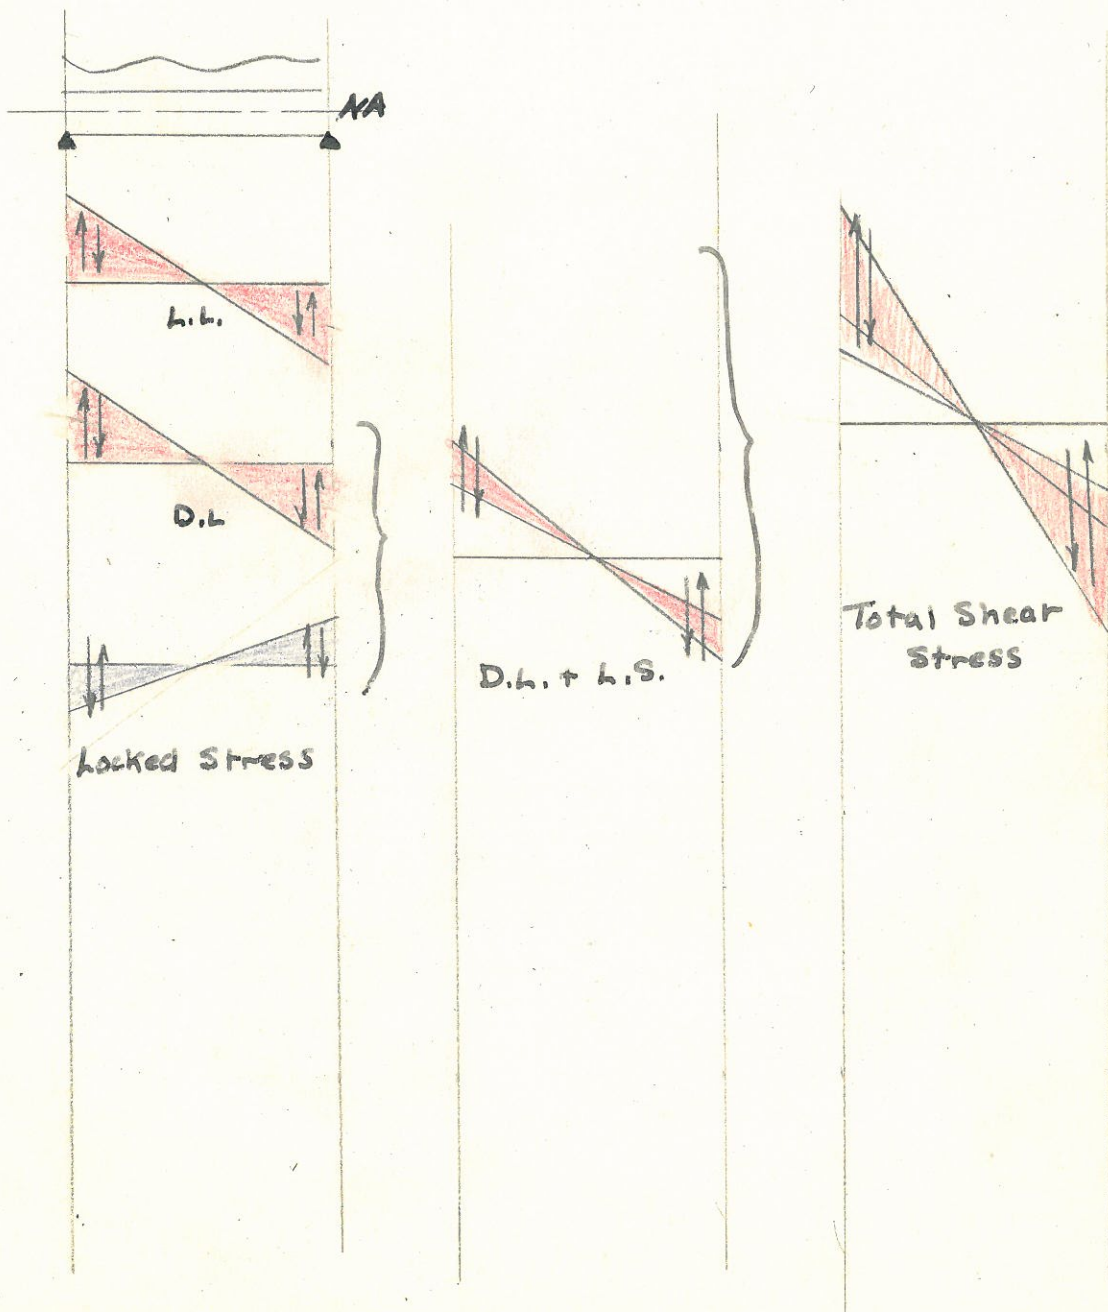 NA
L.L.
D.L
Locked Stress
D.L. + L.S.
Total Shear
Stress